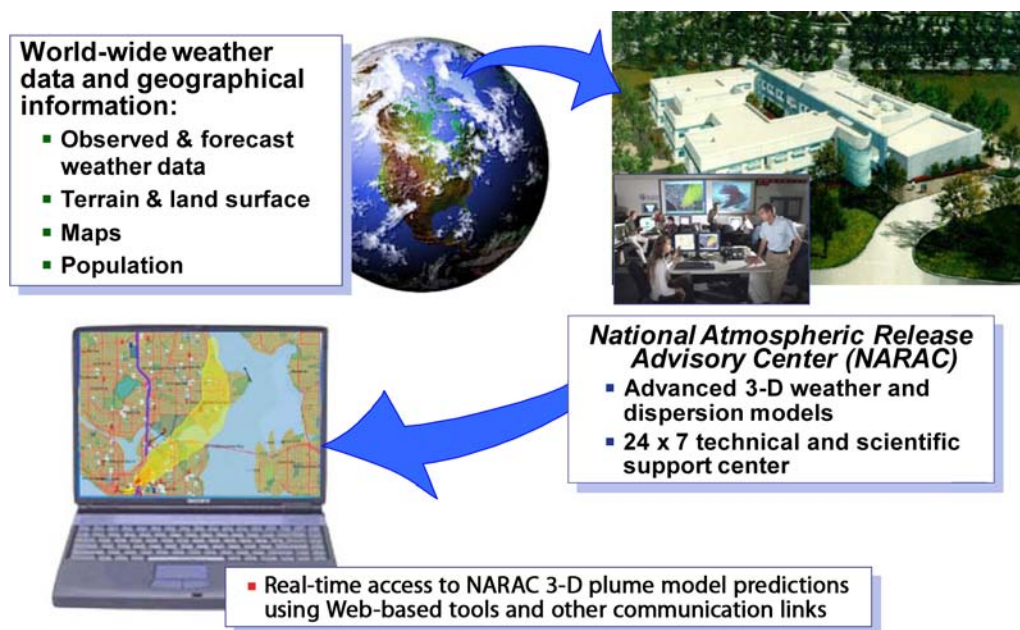 World-wide weather
data and geographical
information:
▪ Observed & forecast
weather data
▪ Terrain & land surface
▪ Maps
▪ Population
National Atmospheric Release
Advisory Center (NARAC)
▪ Advanced 3-D weather and
dispersion models
▪ 24 x 7 technical and scientific
support center
▪ Real-time access to NARAC 3-D plume model predictions
using Web-based tools and other communication links